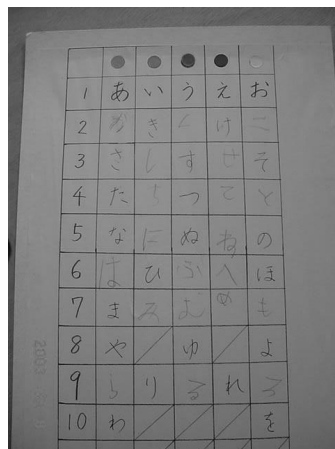 1 あ い う え お
2 か き く け こ
3 さ し す せ そ
4 た ち つ て と
5 な に ぬ ね の
6 は ひ ふ へ ほ
7 ま み む め も
8 や ゆ よ
9 ら り る れ ろ
10 わ を